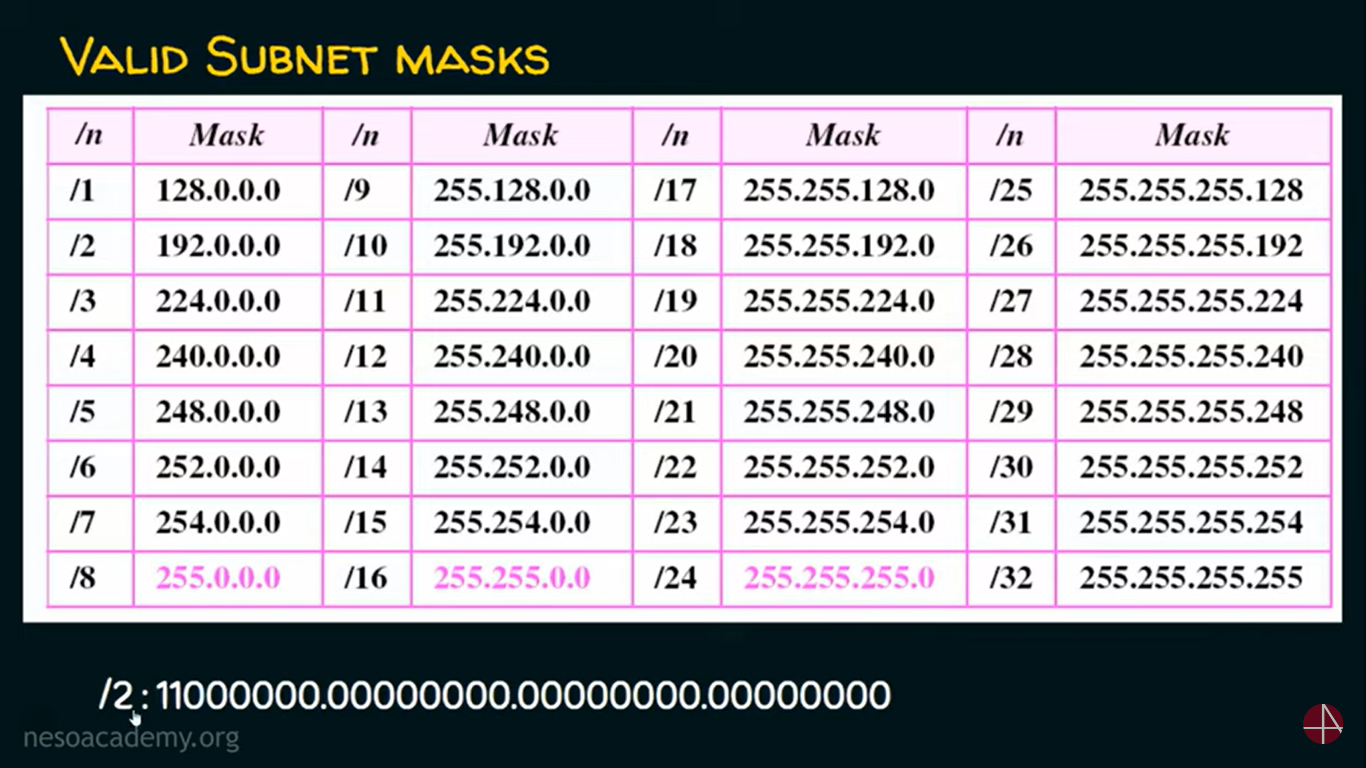 VALID SUBNET MASKS
/n Mask /n Mask /n Mask /n Mask
/1 128.0.0.0 /9 255.128.0.0 /17 255.255.128.0 /25 255.255.255.128
/2 192.0.0.0 /10 255.192.0.0 /18 255.255.192.0 /26 255.255.255.192
/3 224.0.0.0 /11 255.224.0.0 /19 255.255.224.0 /27 255.255.255.224
/4 240.0.0.0 /12 255.240.0.0 /20 255.255.240.0 /28 255.255.255.240
/5 248.0.0.0 /13 255.248.0.0 /21 255.255.248.0 /29 255.255.255.248
/6 252.0.0.0 /14 255.252.0.0 /22 255.255.252.0 /30 255.255.255.252
/7 254.0.0.0 /15 255.254.0.0 /23 255.255.254.0 /31 255.255.255.254
/8 255.0.0.0 /16 255.255.0.0 /24 255.255.255.0 /32 255.255.255.255
/2 : 11000000.00000000.00000000.00000000
nesoacademy.org